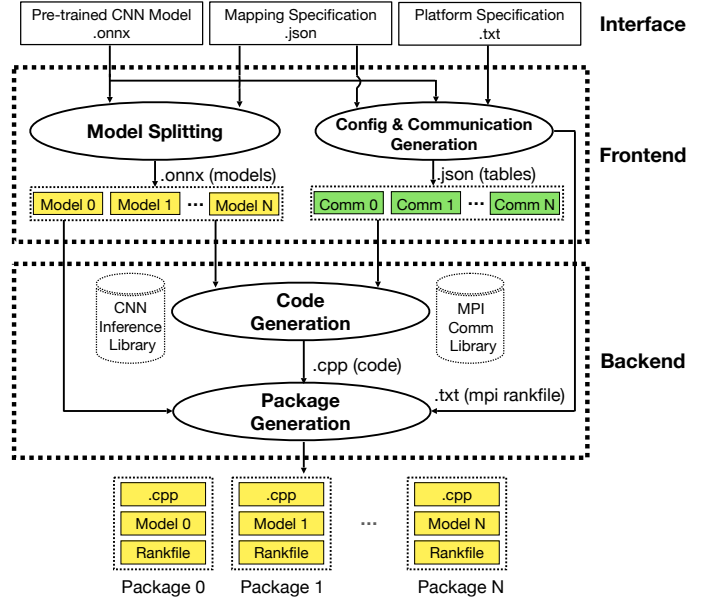 Pre-trained CNN Model
.onnx
Mapping Specification
.json
Platform Specification
.txt
Interface
Model Splitting
Config & Communication
Generation
Frontend
.onnx (models)
.json (tables)
Model 0
Model 1
...
Model N
Comm 0
Comm 1
...
Comm N
CNN
Inference
Library
Code
Generation
MPI
Comm
Library
Backend
.cpp (code)
Package
Generation
.txt (mpi rankfile)
.cpp
Model 0
Rankfile
Package 0
.cpp
Model 1
Rankfile
Package 1
...
.cpp
Model N
Rankfile
Package N